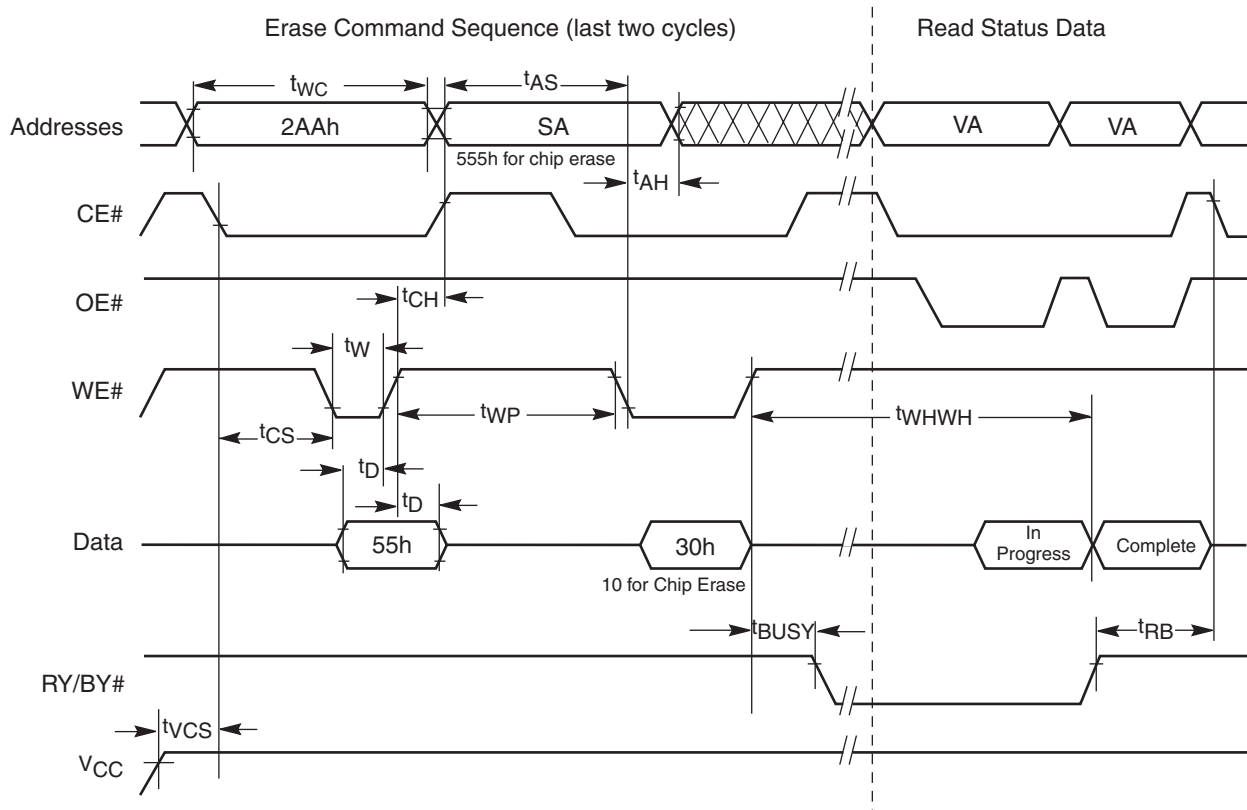 Erase Command Sequence (last two cycles) Read Status Data
tWC tAS
Addresses 2AAh SA VA VA
555h for chip erase
tAH
CE#
OE#
tCH
tW
WE#
tWP tWHWH
tCS
tD
tD
Data 55h 30h In Progress Complete
10 for Chip Erase
tBUSY tRB
RY/BY#
tVCS
VCC